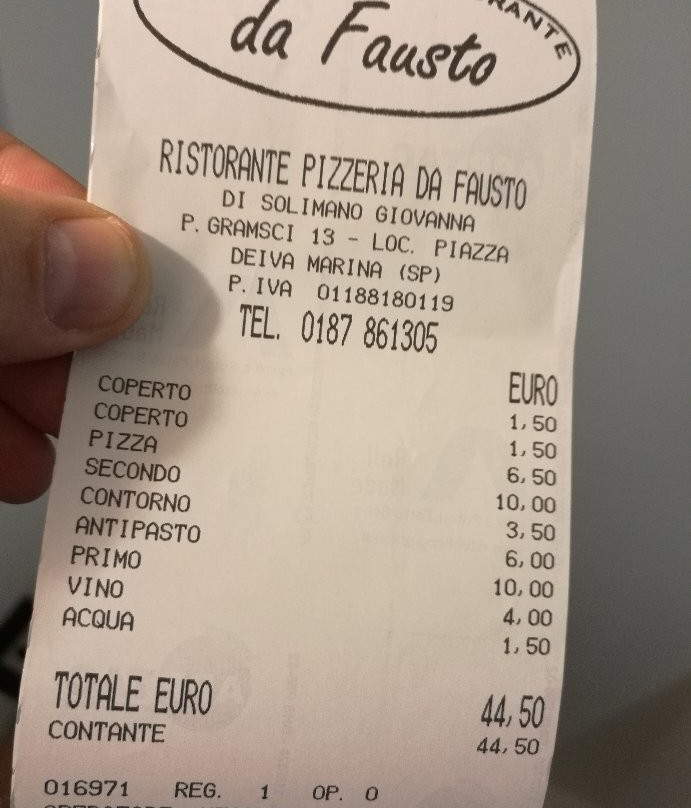 da Fausto
RISTORANTE PIZZERIA DA FAUSTO
DI SOLIMANO GIOVANNA
P. GRAMSCI 13 - LOC. PIAZZA
DEIVA MARINA (SP)
P. IVA 01188180119
TEL. 0187 861305
EURO
COPERTO 1,50
COPERTO 1,50
PIZZA 6,50
SECONDO 10,00
CONTORNO 3,50
ANTIPASTO 6,00
PRIMO 10,00
VINO 4,00
ACQUA 1,50
TOTALE EURO 44,50
CONTANTE 44,50
016971 REG. 1 OP. 0